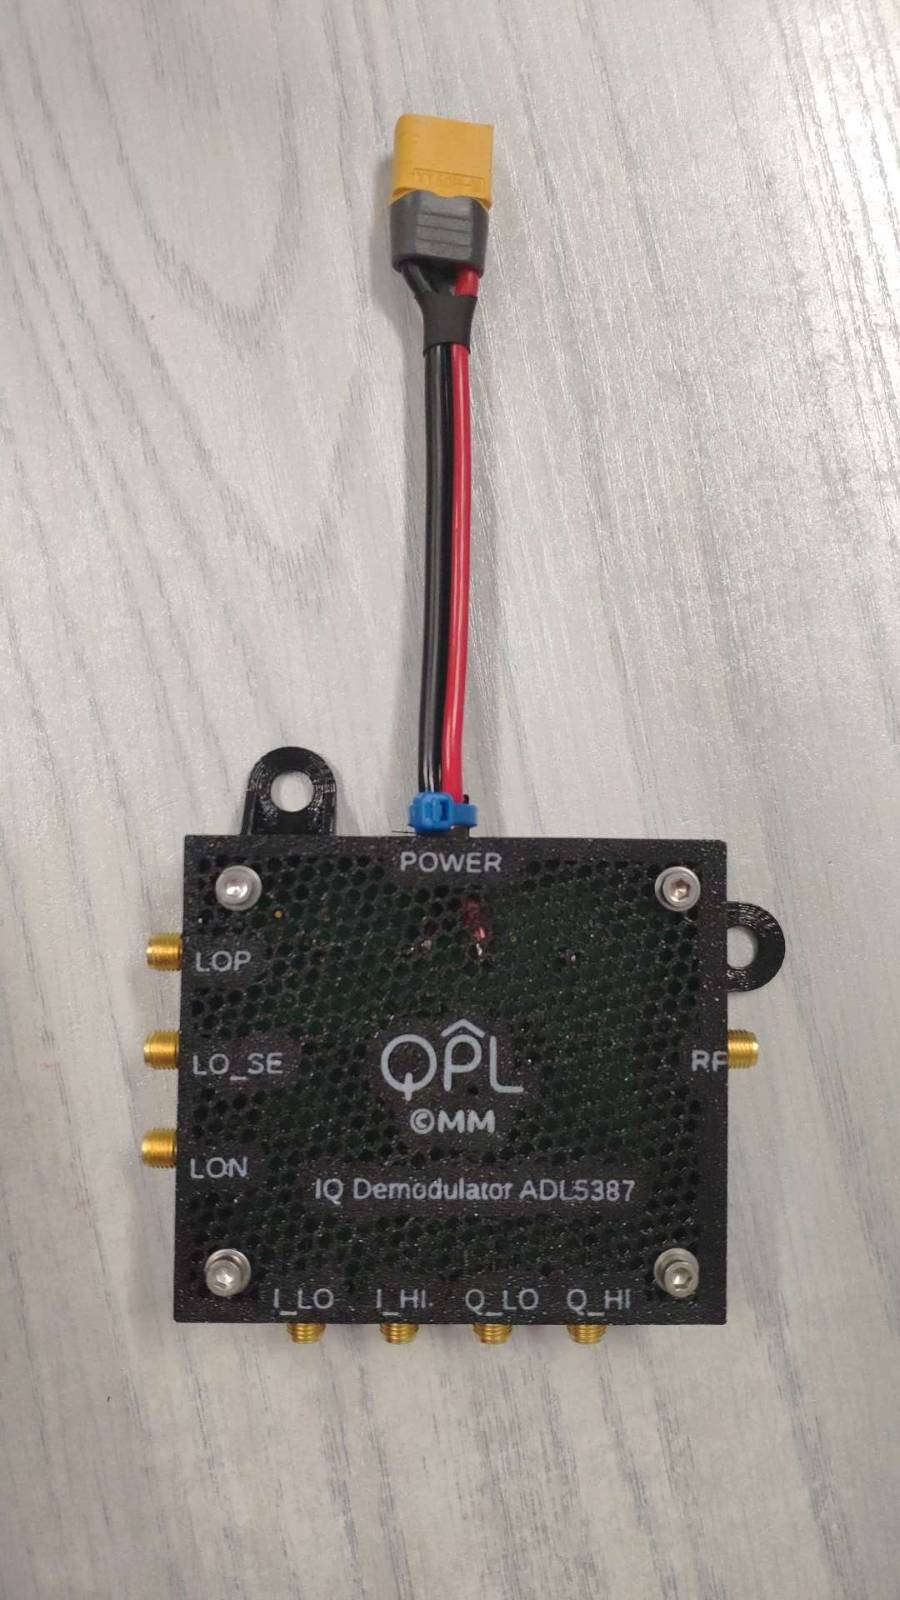 POWER
LOP
LO_SE
RF
LON
QPL
©MM
IQ Demodulator ADL5387
I_LO I_HI Q_LO Q_HI